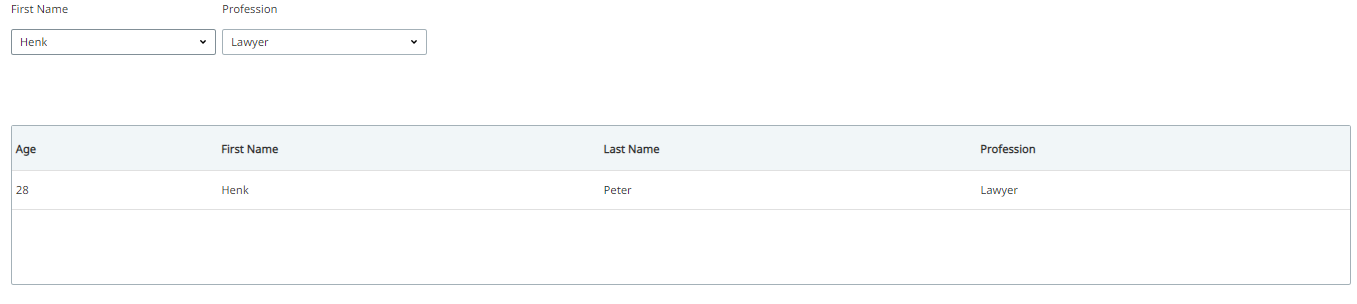 First Name Profession
Henk Lawyer
Age First Name Last Name Profession
28 Henk Peter Lawyer